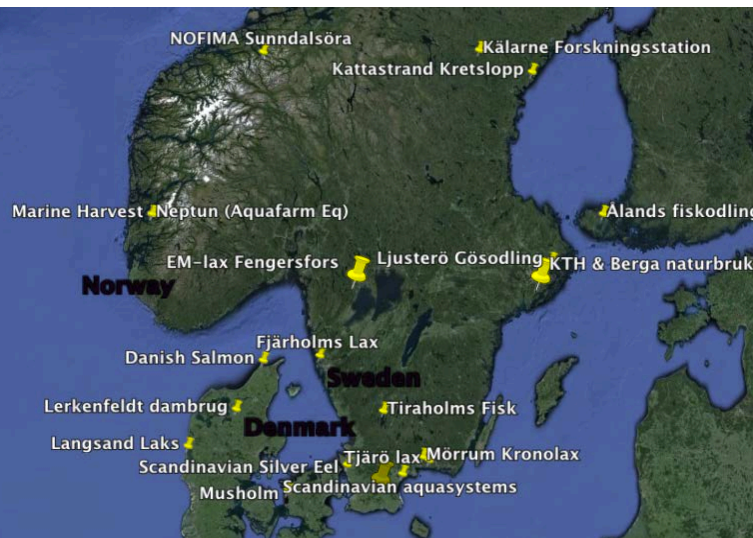 NOFIMA Sunndalsöra
Kälarne Forskningsstation
Kattastrand Kretslopp
Marine Harvest
Neptun (Aquafarm Eq)
Ålands fiskodling
EM-lax Fengersfors
Ljusterö Gösodling
KTH & Berga naturbruk
Norway
Fjärholms Lax
Danish Salmon
Sweden
Lerkenfeldt dambrug
Tiraholms Fisk
Denmark
Langsand Laks
Tjärö lax
Mörrum Kronolax
Scandinavian Silver Eel
Scandinavian aquasystems
Musholm